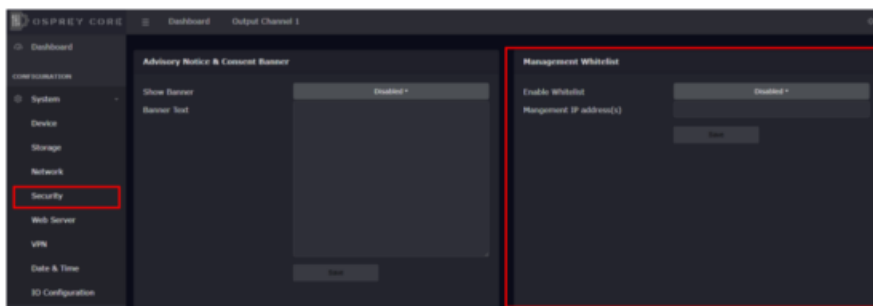 OSPREY CORE
Dashboard
Output Channel 1
Dashboard
CONFIGURATION
System
Device
Storage
Network
Security
Web Server
VPN
Date & Time
IO Configuration
Advisory Notice & Consent Banner
Show Banner
Disabled
Banner Text
Save
Management Whitelist
Enable Whitelist
Disabled
Mangement IP address(s)
Save